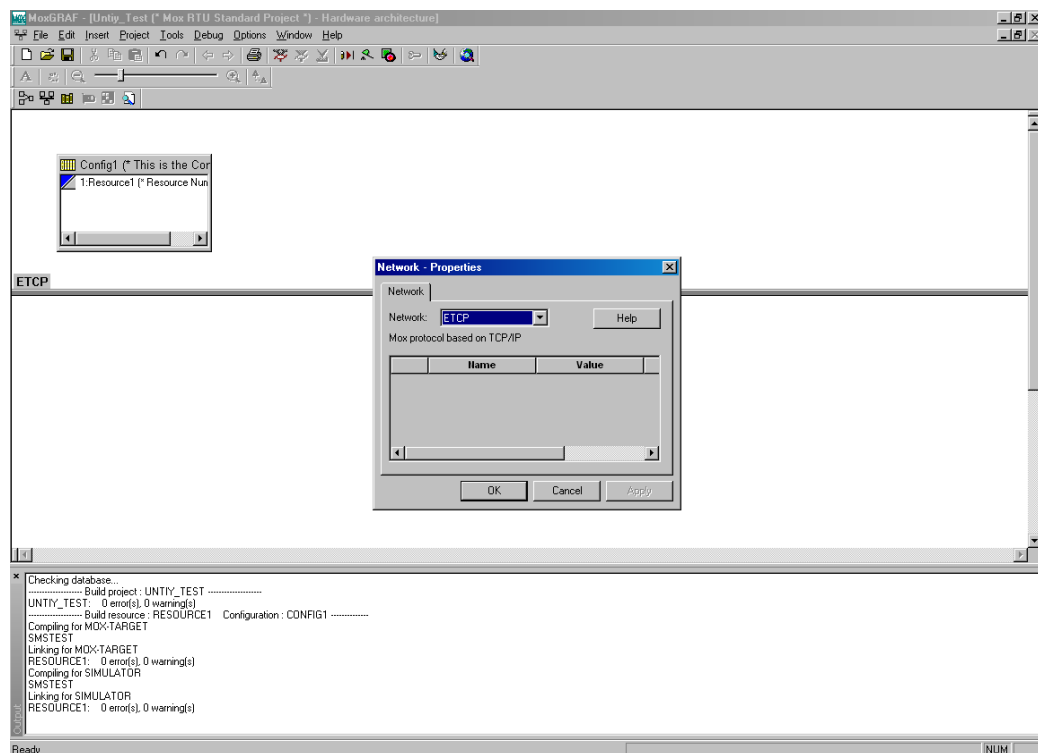 MoxGRAF - [Untiy_Test (* Mox RTU Standard Project *) - Hardware architecture]
File Edit Insert Project Tools Debug Options Window Help
Config1 (* This is the Cor
1:Resource1 (* Resource Nun
ETCP
Network - Properties
Network
Network: ETCP Help
Mox protocol based on TCP/IP
Name Value
OK Cancel Apply
Checking database...
-------------------- Build project : UNTIY_TEST --------------------
UNTIY_TEST: 0 error(s), 0 warning(s)
-------------------- Build resource : RESOURCE1 Configuration : CONFIG1 --------------
Compiling for MOX-TARGET
SMSTEST
Linking for MOX-TARGET
RESOURCE1: 0 error(s), 0 warning(s)
Compiling for SIMULATOR
SMSTEST
Linking for SIMULATOR
RESOURCE1: 0 error(s), 0 warning(s)
Output
Ready NUM